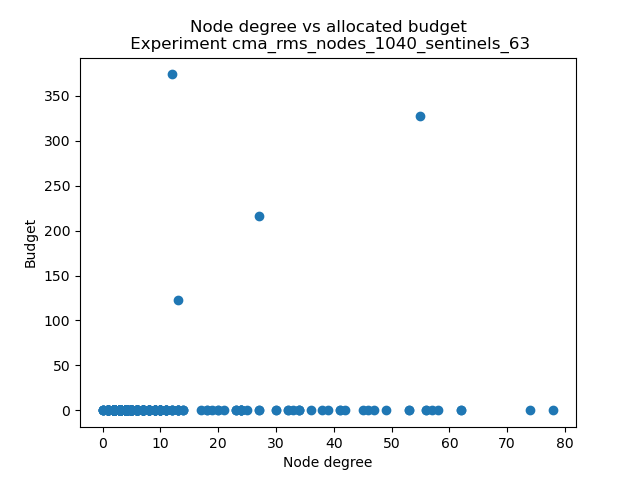 Node degree vs allocated budget
Experiment cma_rms_nodes_1040_sentinels_63
350
300
250
200
150
100
50
0
Budget
0 10 20 30 40 50 60 70 80
Node degree